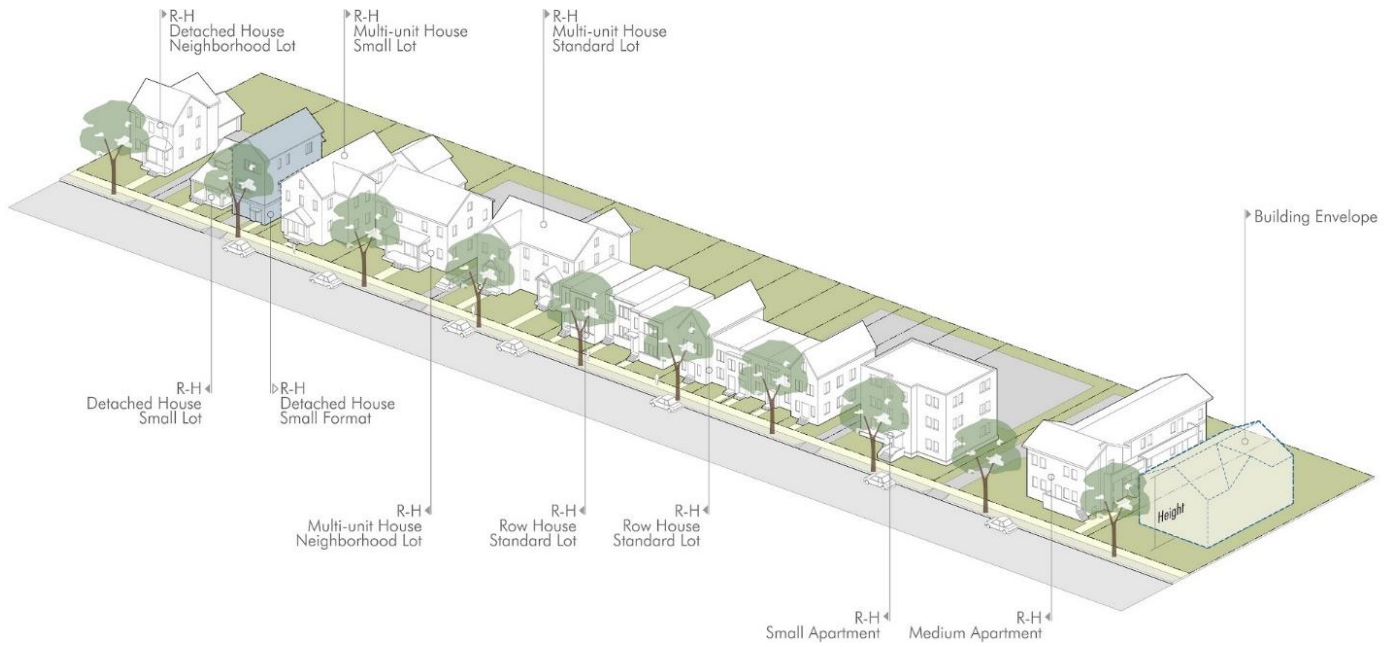 R-H
Detached House
Neighborhood Lot
R-H
Multi-unit House
Small Lot
R-H
Multi-unit House
Standard Lot
Building Envelope
Height
R-H
Detached House
Small Lot
R-H
Detached House
Small Format
R-H
Multi-unit House
Neighborhood Lot
R-H
Row House
Standard Lot
R-H
Row House
Standard Lot
R-H
Small Apartment
R-H
Medium Apartment